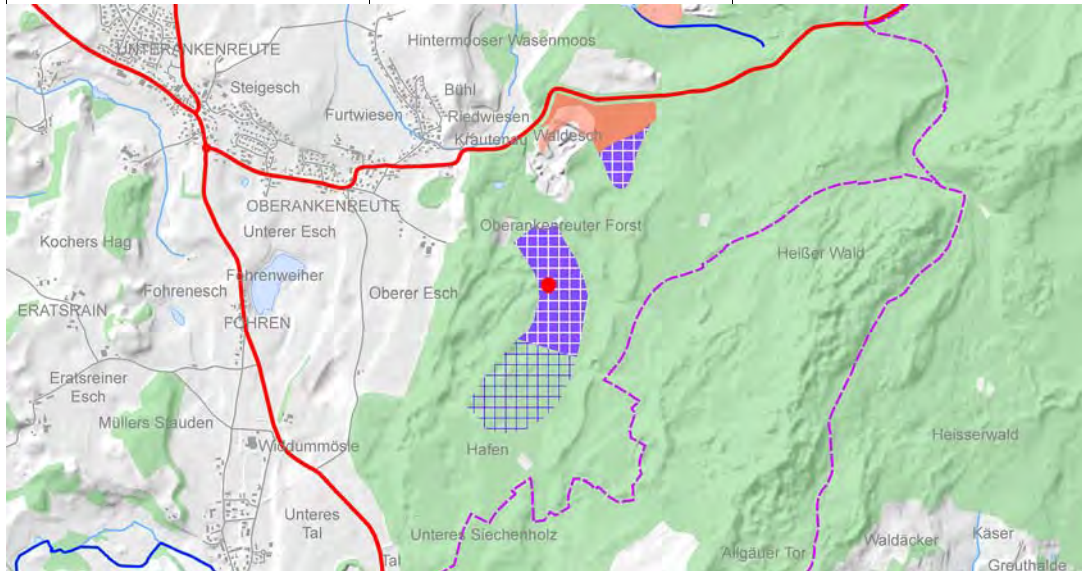 Hintermooser Wasenmoos
UNTERANKENREUTE
Steigesch
Bühl
Furtwiesen
Riedwiesen
Krautenau
Waldesch
OBERANKENREUTE
Unterer Esch
Oberankenreuter Forst
Kochers Hag
Heißer Wald
Fohrenweiher
Fohrenesch
Oberer Esch
ERATSRAIN
FOHREN
Eratsreiner
Esch
Müllers Stauden
Widdummösle
Hafen
Heisserwald
Unteres
Tal
Unteres Siechenholz
Tal
Allgäuer Tor
Waldäcker
Käser
Greuthalde